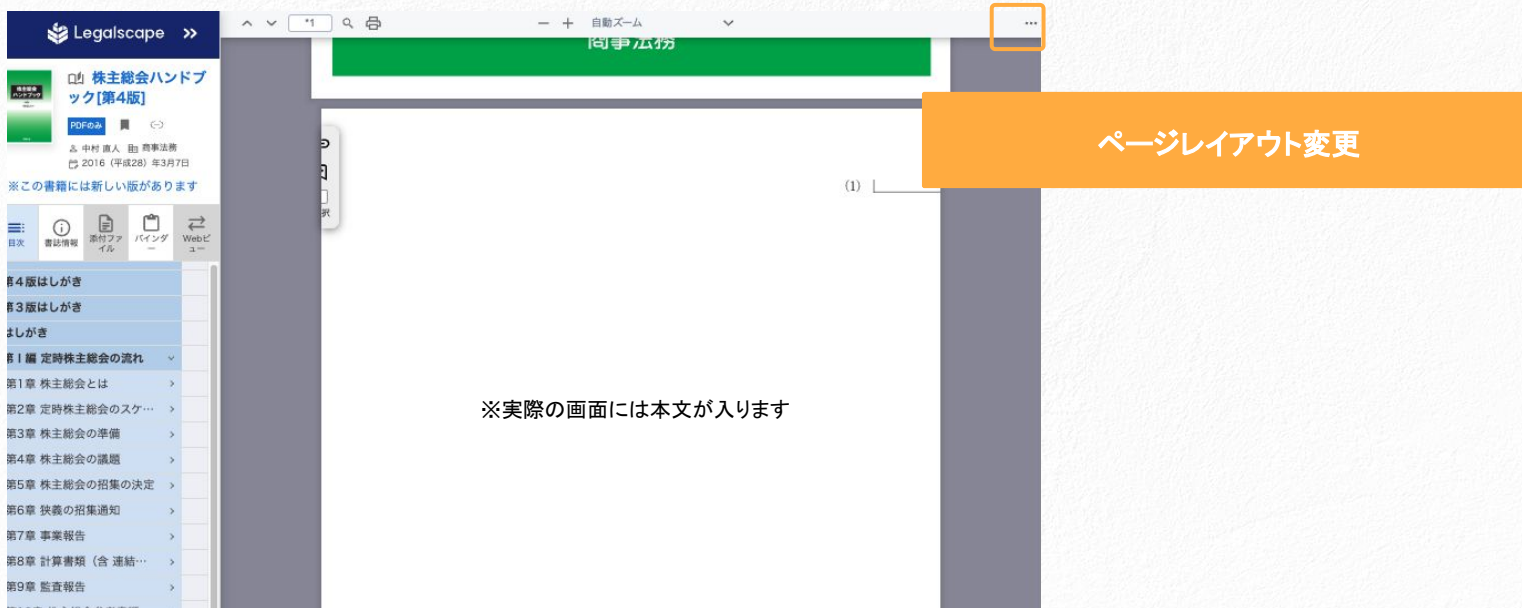 Legalscape
*1
自動ズーム
商事法務
株主総会ハンドブ
ック[第4版]
PDFのみ
中村 直人 商事法務
2016（平成28）年3月7日
※この書籍には新しい版があります
目次
書誌情報
添付ファ
イル
バインダ
ー
Webビ
ュー
第４版はしがき
第３版はしがき
はしがき
第Ⅰ編 定時株主総会の流れ
第1章 株主総会とは
第2章 定時株主総会のスケ…
第3章 株主総会の準備
第4章 株主総会の議題
第5章 株主総会の招集の決定
第6章 狭義の招集通知
第7章 事業報告
第8章 計算書類（含 連結…
第9章 監査報告
択
(1)
※実際の画面には本文が入ります
ページレイアウト変更